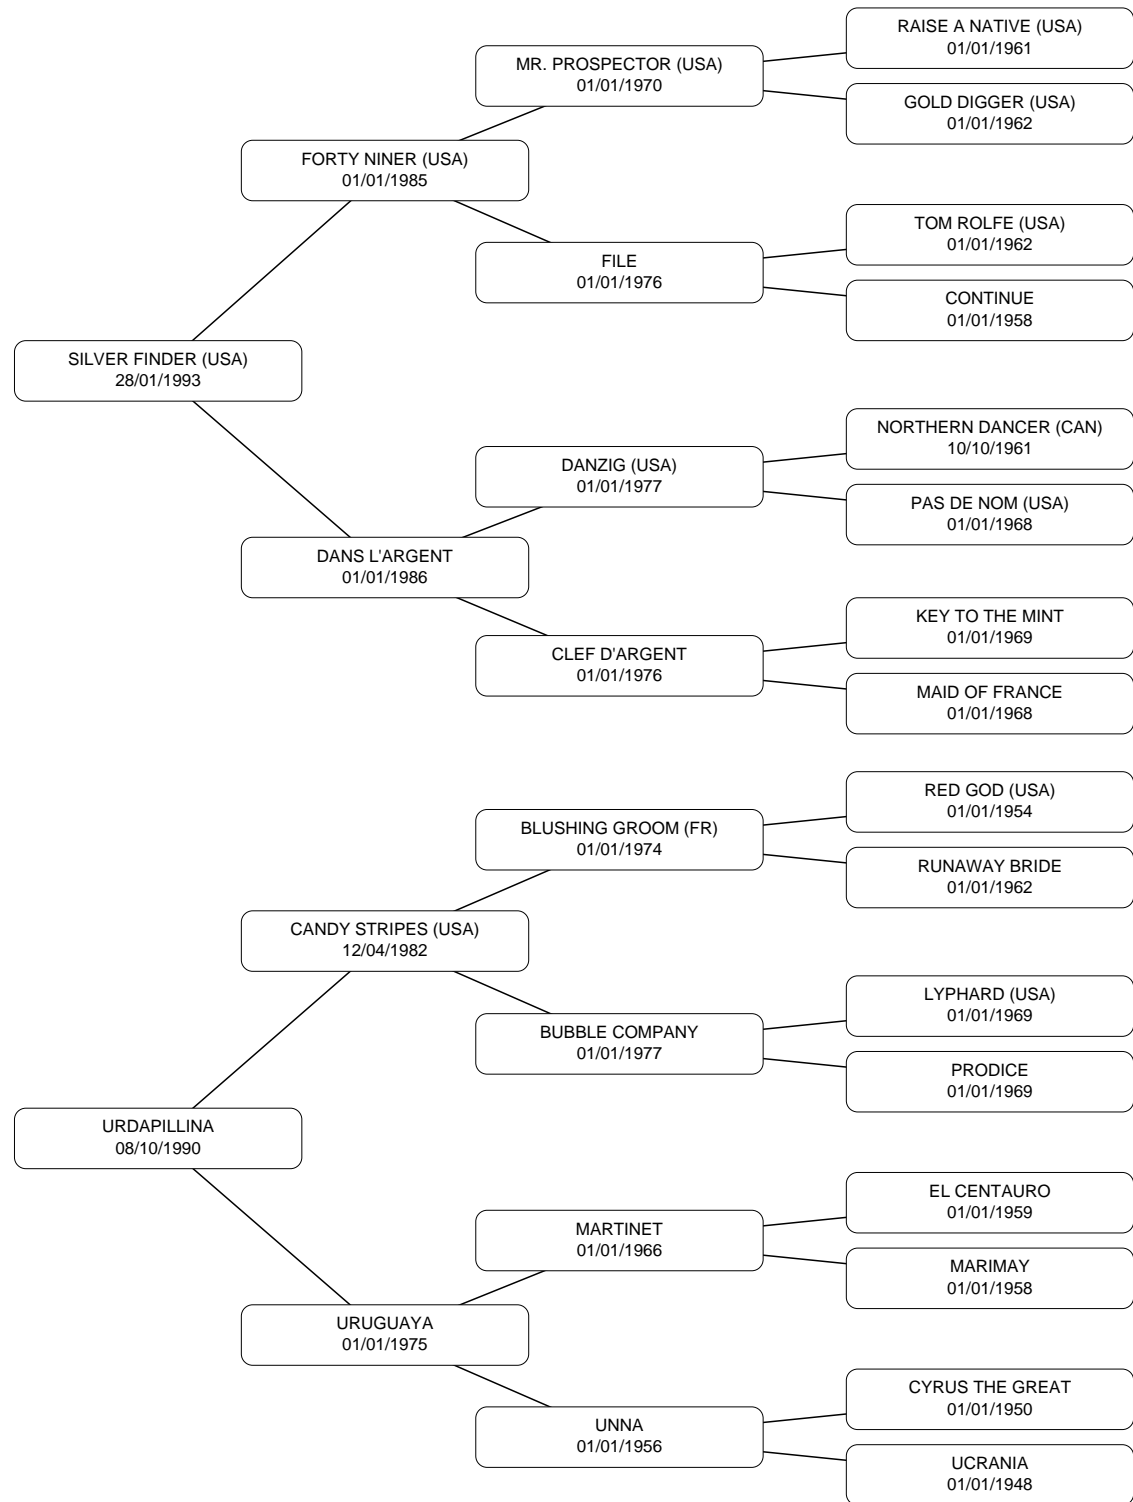 RAISE A NATIVE (USA)
01/01/1961
MR. PROSPECTOR (USA)
01/01/1970
GOLD DIGGER (USA)
01/01/1962
FORTY NINER (USA)
01/01/1985
TOM ROLFE (USA)
01/01/1962
FILE
01/01/1976
CONTINUE
01/01/1958
SILVER FINDER (USA)
28/01/1993
NORTHERN DANCER (CAN)
10/10/1961
DANZIG (USA)
01/01/1977
PAS DE NOM (USA)
01/01/1968
DANS L'ARGENT
01/01/1986
KEY TO THE MINT
01/01/1969
CLEF D'ARGENT
01/01/1976
MAID OF FRANCE
01/01/1968
RED GOD (USA)
01/01/1954
BLUSHING GROOM (FR)
01/01/1974
RUNAWAY BRIDE
01/01/1962
CANDY STRIPES (USA)
12/04/1982
LYPHARD (USA)
01/01/1969
BUBBLE COMPANY
01/01/1977
PRODICE
01/01/1969
URDAPILLINA
08/10/1990
EL CENTAURO
01/01/1959
MARTINET
01/01/1966
MARIMAY
01/01/1958
URUGUAYA
01/01/1975
CYRUS THE GREAT
01/01/1950
UNNA
01/01/1956
UCRANIA
01/01/1948